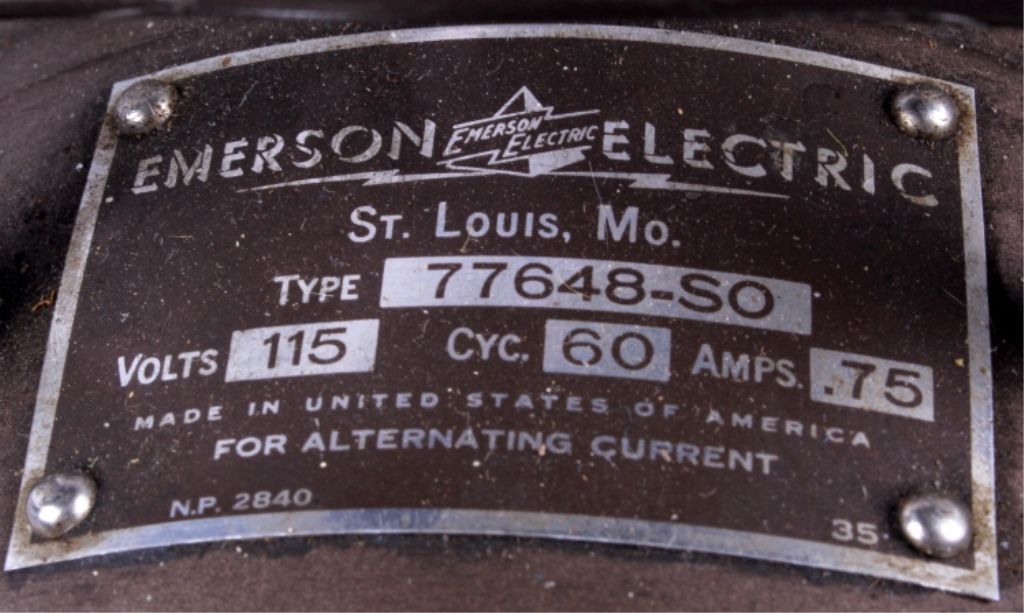 EMERSON EMERSON ELECTRIC ELECTRIC
ST. LOUIS, MO.
TYPE 77648-SO
VOLTS 115 CYC. 60 AMPS. .75
MADE IN UNITED STATES OF AMERICA
FOR ALTERNATING CURRENT
N.P. 2840
35